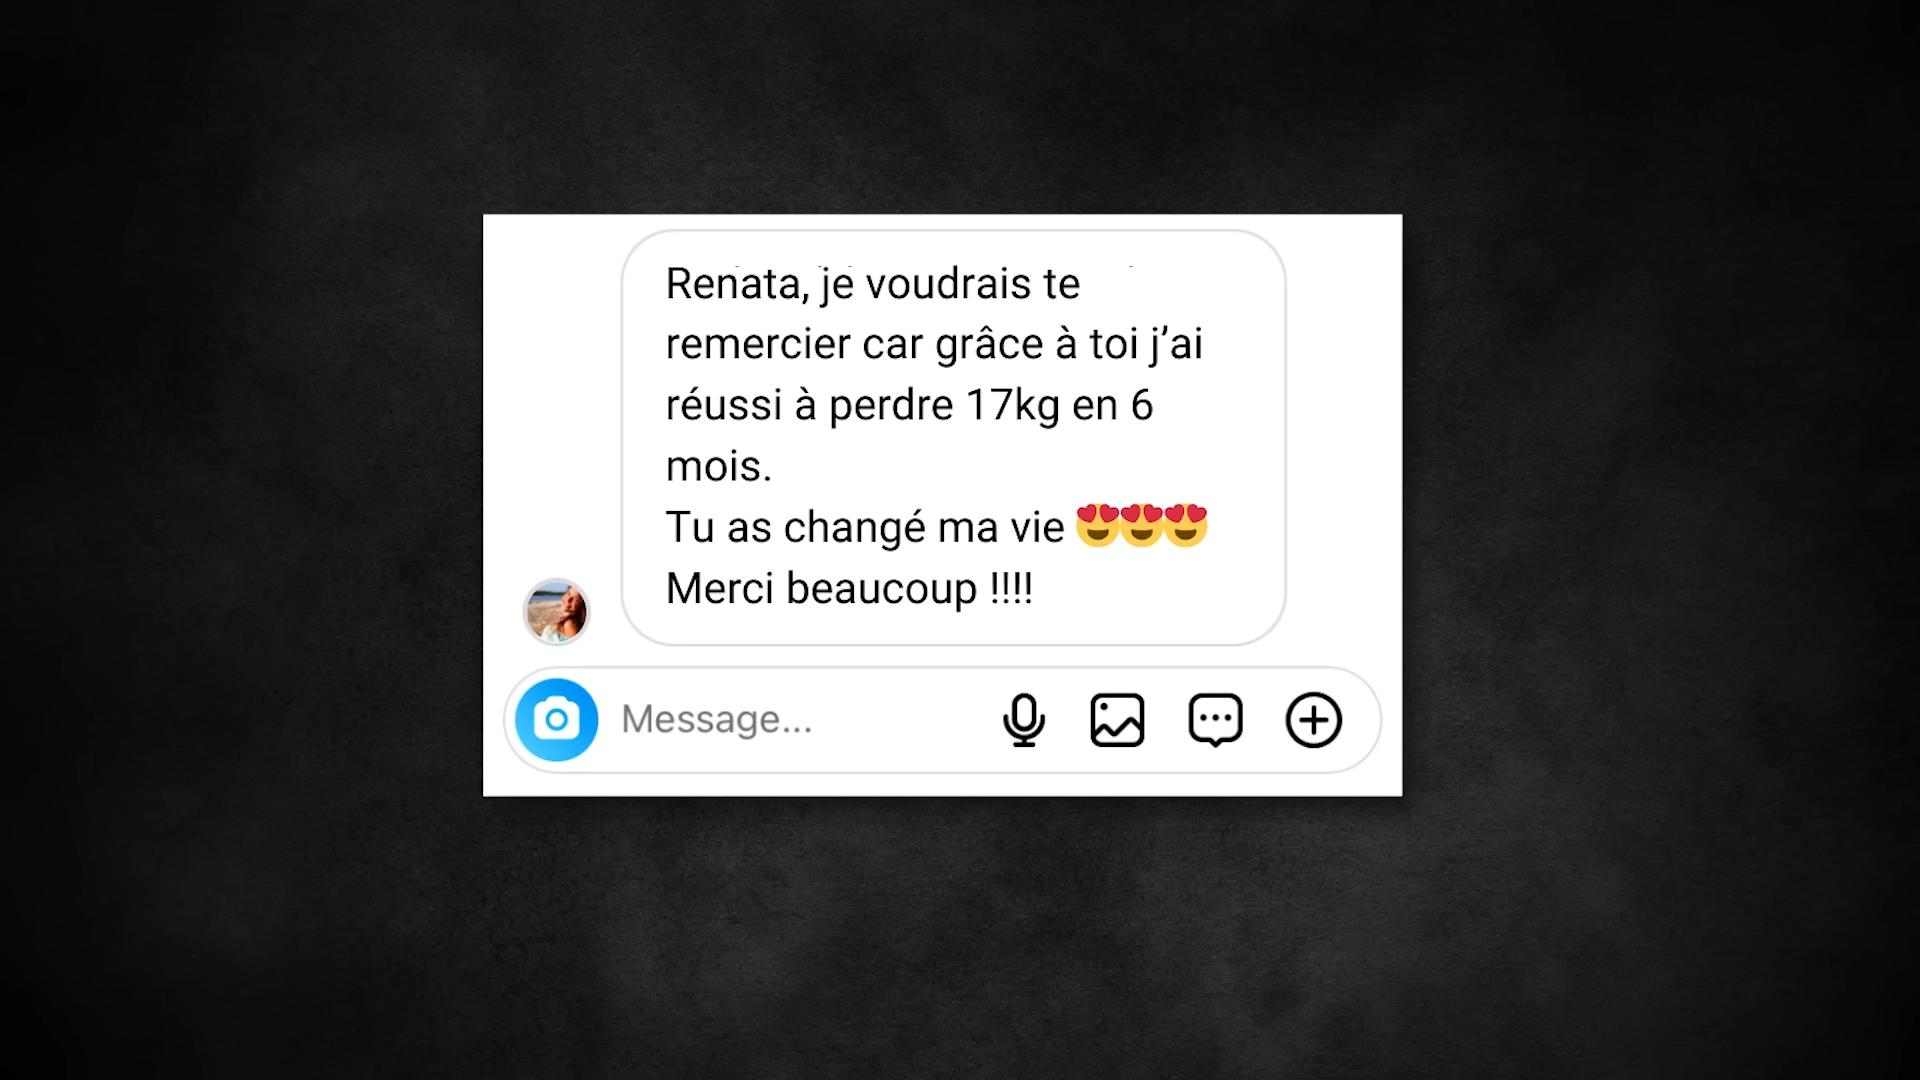 Renata, je voudrais te
remercier car grâce à toi j’ai
réussi à perdre 17kg en 6
mois.
Tu as changé ma vie 😍😍😍
Merci beaucoup !!!!
Message...